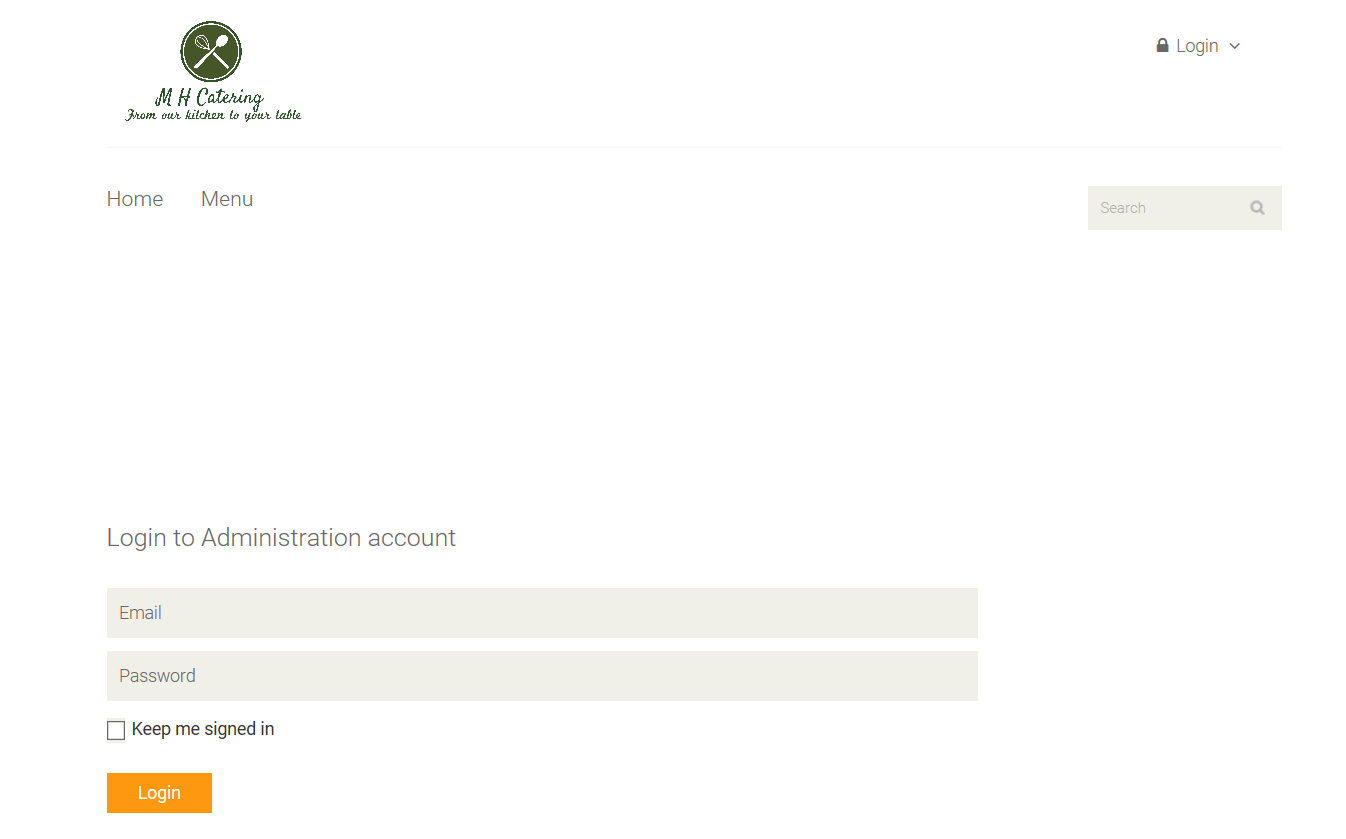 M H Catering
From our kitchen to your table
Login
Home
Menu
Search
Login to Administration account
Email
Password
Keep me signed in
Login